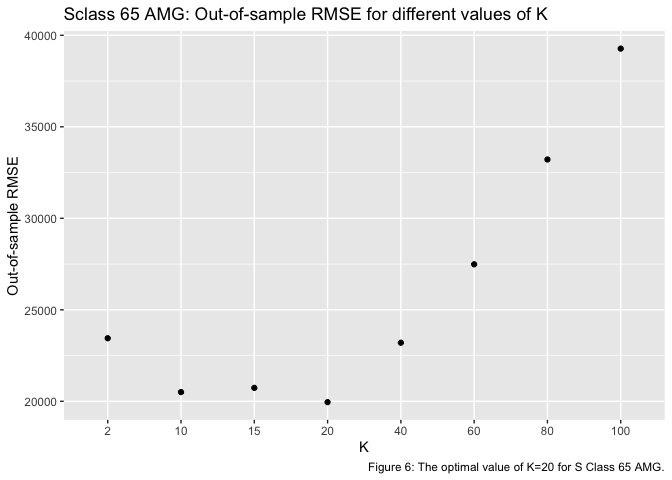 Sclass 65 AMG: Out-of-sample RMSE for different values of K
40000
35000
30000
25000
20000
Out-of-sample RMSE
2 10 15 20 40 60 80 100
K
Figure 6: The optimal value of K=20 for S Class 65 AMG.